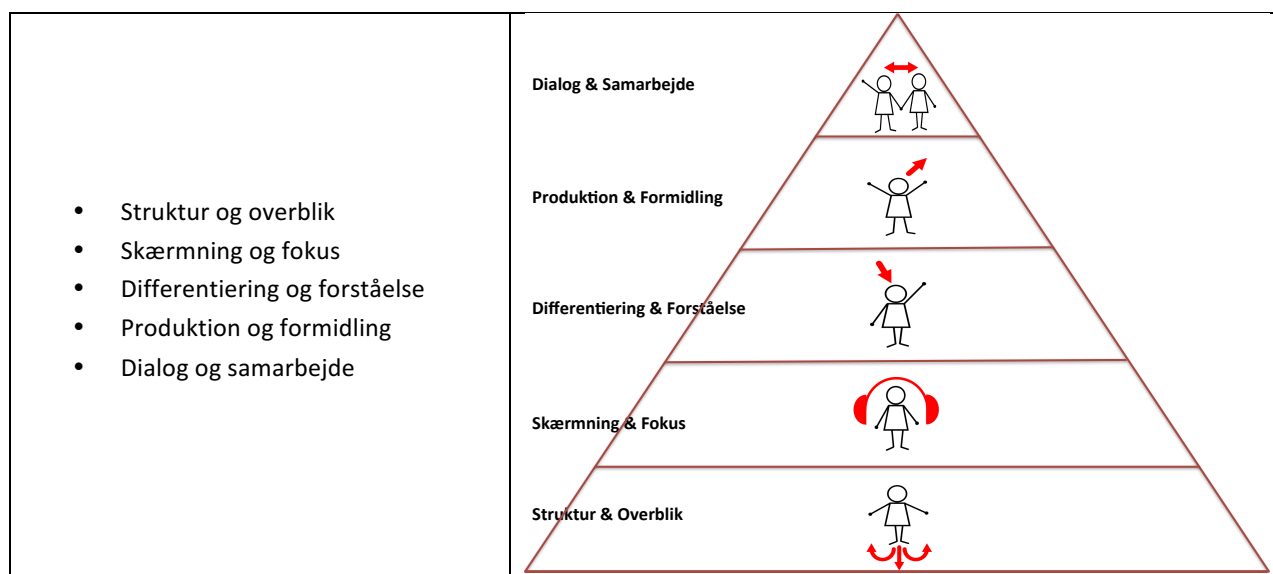 • Struktur og overblik
• Skærmning og fokus
• Differentiering og forståelse
• Produktion og formidling
• Dialog og samarbejde
Dialog & Samarbejde
Produktion & Formidling
Differentiering & Forståelse
Skærmning & Fokus
Struktur & Overblik